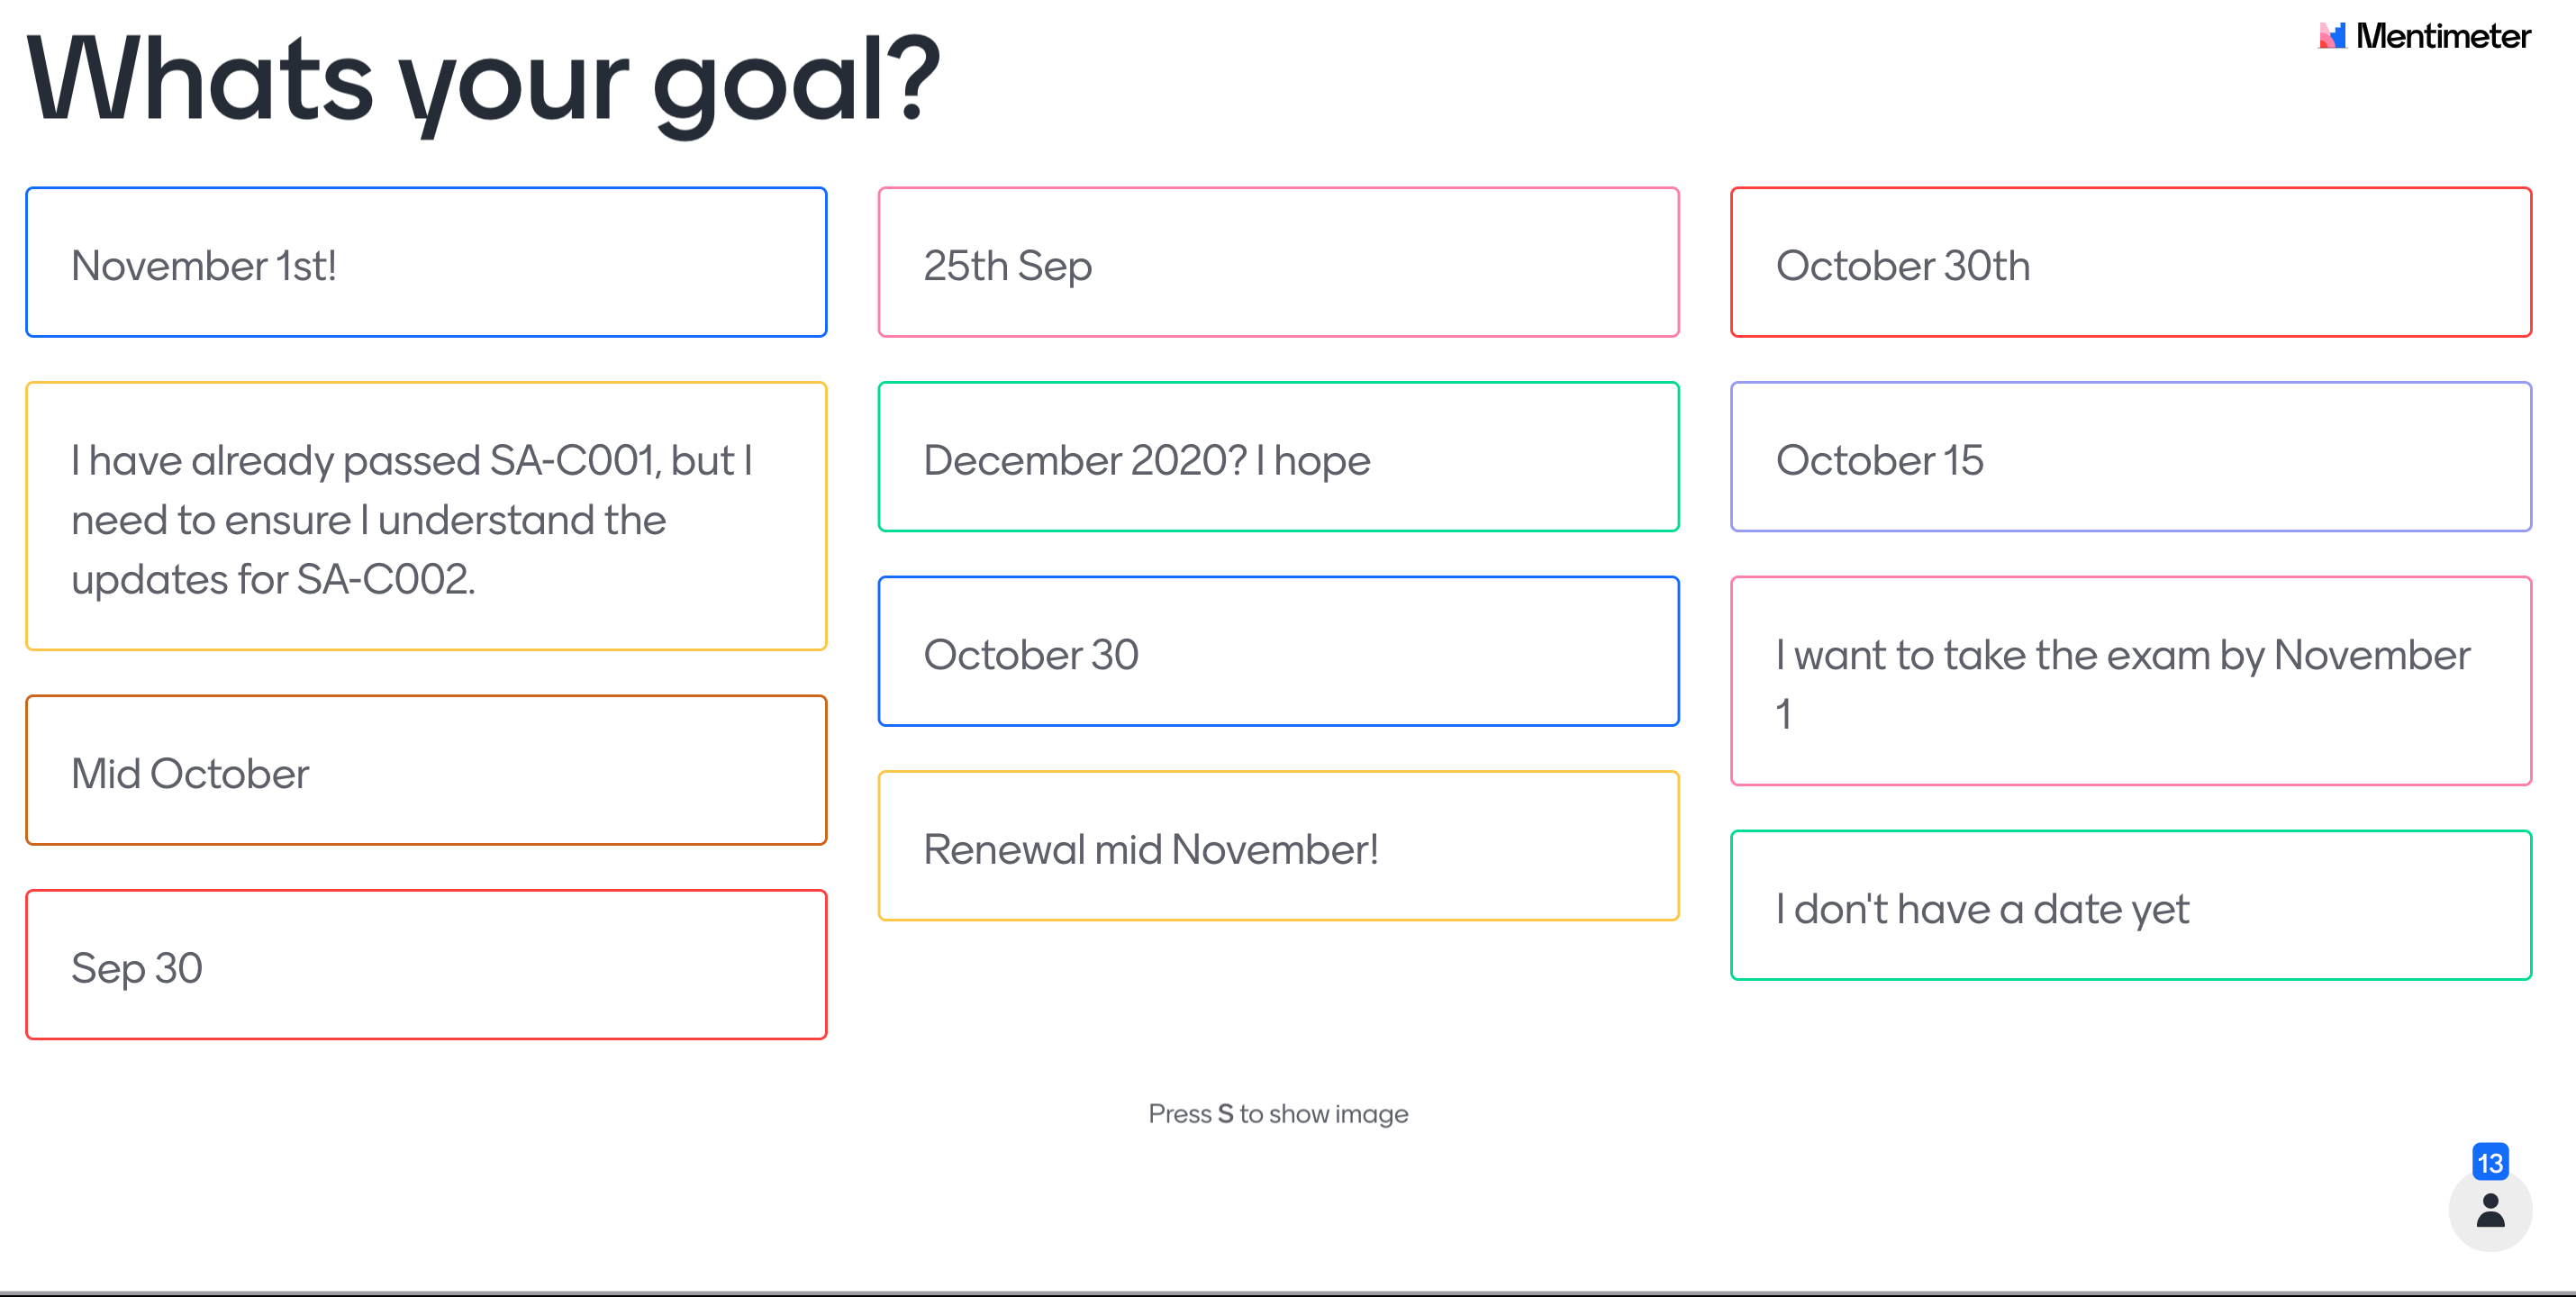 Whats your goal?
Mentimeter
November 1st!
25th Sep
October 30th
I have already passed SA-C001, but I
need to ensure I understand the
updates for SA-C002.
December 2020? I hope
October 15
October 30
I want to take the exam by November
1
Mid October
Renewal mid November!
I don't have a date yet
Sep 30
Press S to show image
13